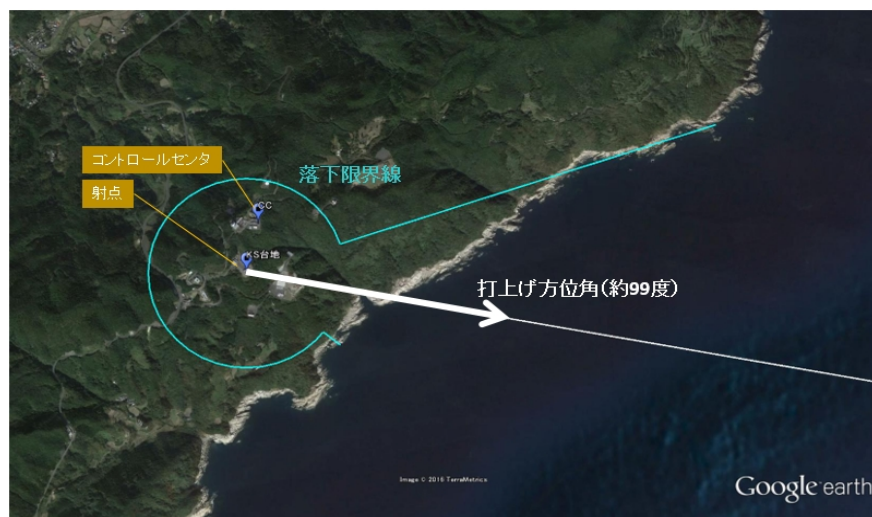 コントロールセンタ
落下限界線
射点
CC
KS台地
打上げ方位角(約99度)
Image © 2016 TerraMetrics
Google earth